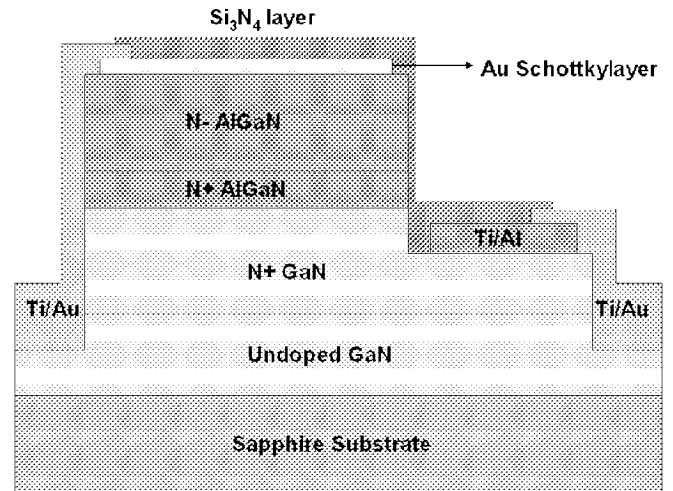 Si₃N₄ layer
Au Schottkylayer
N- AlGaN
N+ AlGaN
Ti/Al
N+ GaN
Ti/Au
Ti/Au
Undoped GaN
Sapphire Substrate